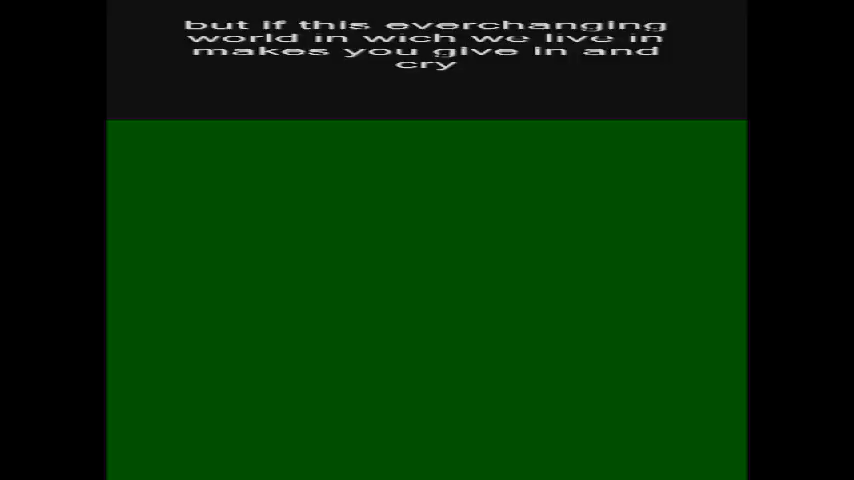 but if this everchanging
world in wich we live in
makes you give in and
cry